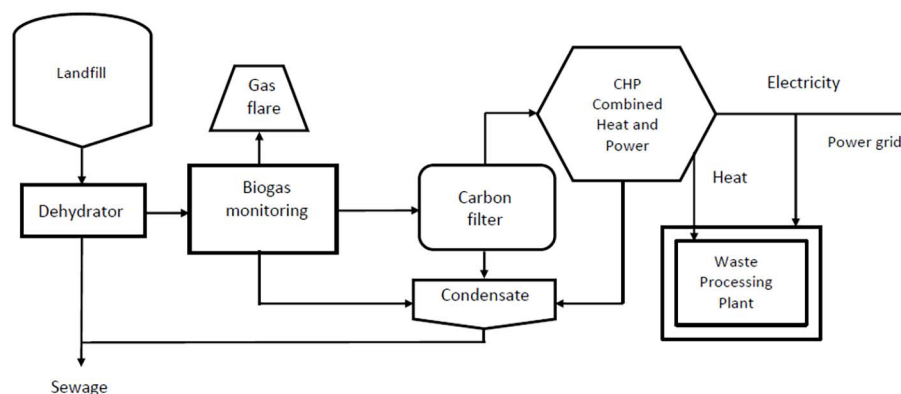 Landfill
Gas
flare
CHP
Combined
Heat and
Power
Electricity
Power grid
Dehydrator
Biogas
monitoring
Carbon
filter
Heat
Condensate
Waste
Processing
Plant
Sewage